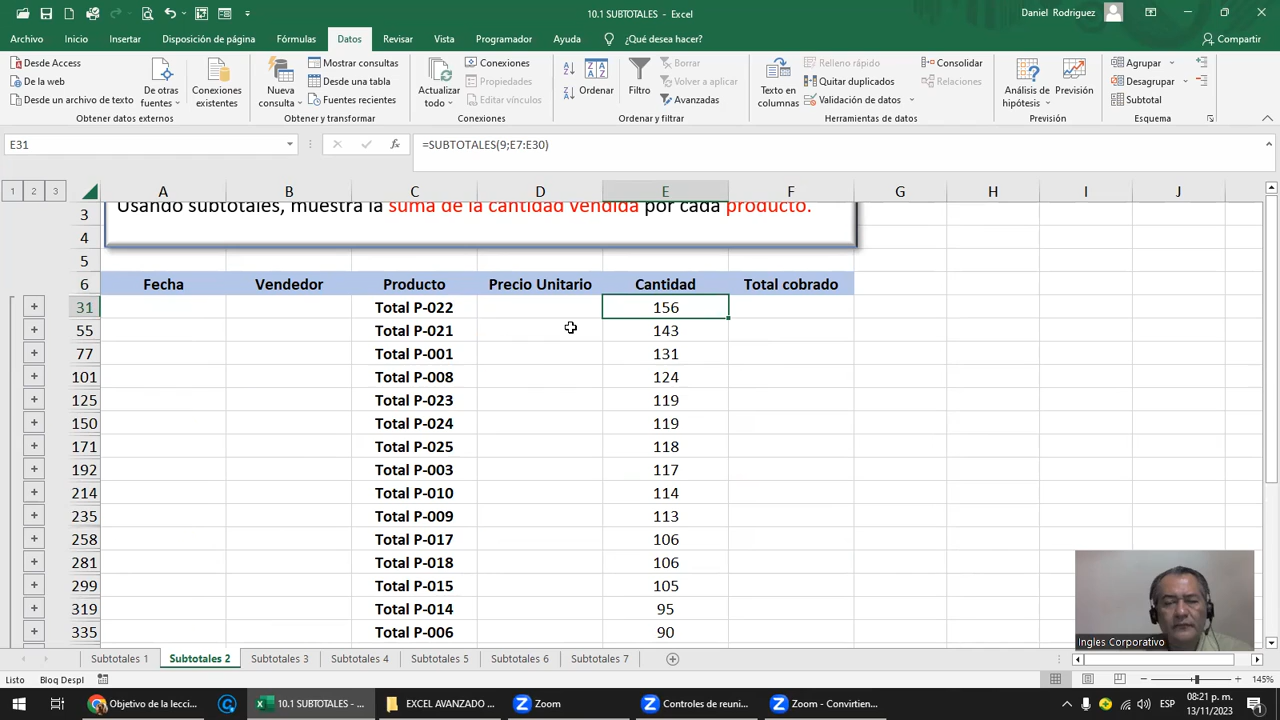 10.1 SUBTOTALES - Excel
Daniel Rodriguez
Archivo Inicio Insertar Disposición de página Fórmulas Datos Revisar Vista Programador Ayuda ¿Qué desea hacer? Compartir
Desde Access
De la web
Desde un archivo de texto
De otras fuentes
Conexiones existentes
Obtener datos externos
Nueva consulta
Mostrar consultas
Desde una tabla
Fuentes recientes
Obtener y transformar
Actualizar todo
Conexiones
Propiedades
Editar vínculos
Conexiones
Ordenar
Filtro
Borrar
Volver a aplicar
Avanzadas
Ordenar y filtrar
Texto en columnas
Relleno rápido
Quitar duplicados
Validación de datos
Consolidar
Relaciones
Herramientas de datos
Análisis de hipótesis
Previsión
Previsión
Agrupar
Desagrupar
Subtotal
Esquema
E31 fx =SUBTOTALES(9;E7:E30)
1 2 3 A B C D E F G H I J
3 Usando subtotales, muestra la suma de la cantidad vendida por cada producto.
4
5
6 Fecha Vendedor Producto Precio Unitario Cantidad Total cobrado
31 Total P-022 156
55 Total P-021 143
77 Total P-001 131
101 Total P-008 124
125 Total P-023 119
150 Total P-024 119
171 Total P-025 118
192 Total P-003 117
214 Total P-010 114
235 Total P-009 113
258 Total P-017 106
281 Total P-018 106
299 Total P-015 105
319 Total P-014 95
335 Total P-006 90
Ingles Corporativo
Subtotales 1 Subtotales 2 Subtotales 3 Subtotales 4 Subtotales 5 Subtotales 6 Subtotales 7
Listo Bloq Despl 145%
Objetivo de la lecci... 10.1 SUBTOTALES - ... EXCEL AVANZADO ... Zoom Controles de reuni... Zoom - Convirtien... ESP 08:21 p. m.
13/11/2023